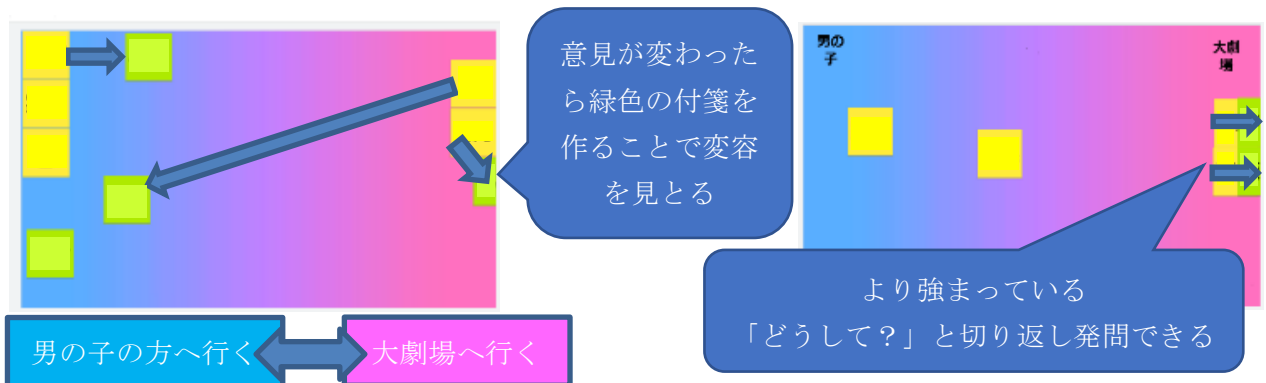 意見が変わった
ら緑色の付箋を
作ることで変容
を見とる
男の
子
大劇
場
より強まっている
「どうして？」と切り返し発問できる
男の子の方へ行く
大劇場へ行く